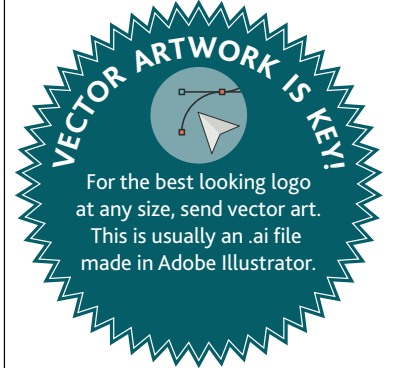 VECTOR ARTWORK IS KEY!
For the best looking logo
at any size, send vector art.
This is usually an .ai file
made in Adobe Illustrator.